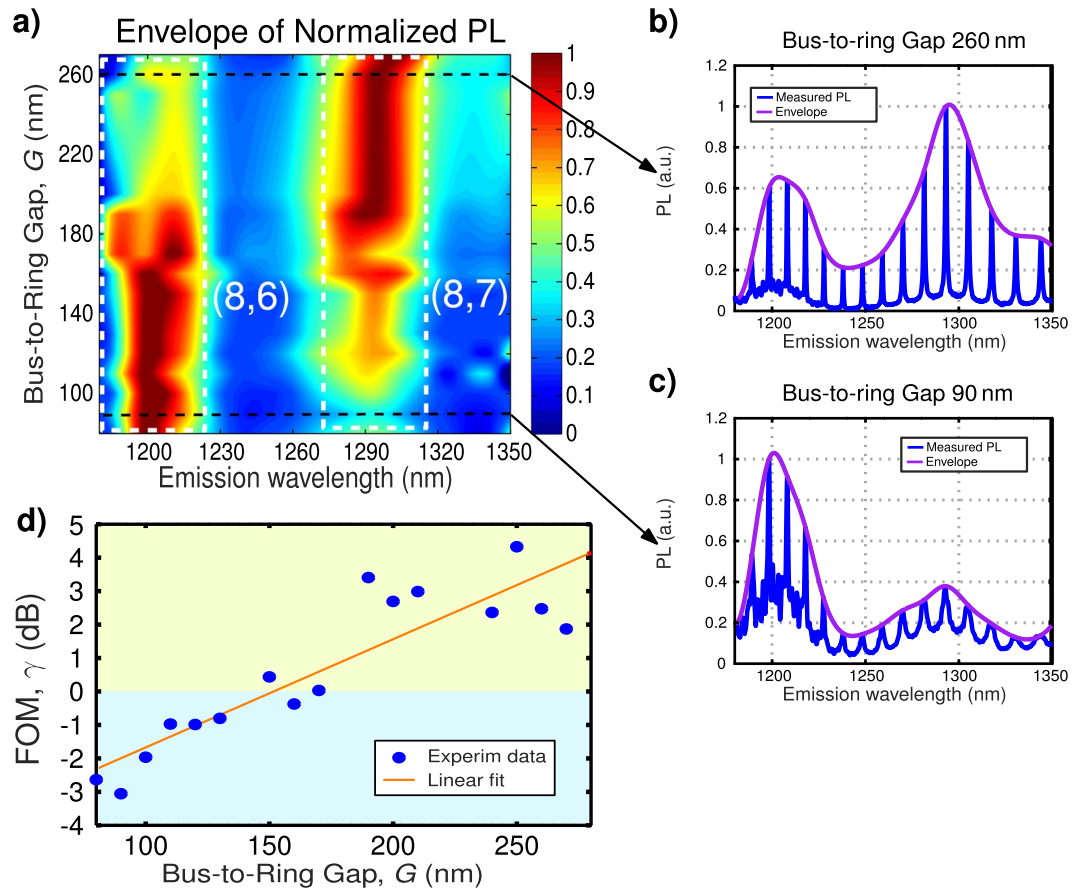 a)
Envelope of Normalized PL
Bus-to-Ring Gap, G (nm)
260
220
180
140
100
(8,6)
(8,7)
1200
1230
1260
1290
1320
1350
Emission wavelength (nm)
1
0.9
0.8
0.7
0.6
0.5
0.4
0.3
0.2
0.1
0
b)
Bus-to-ring Gap 260 nm
PL (a.u.)
1.2
1
0.8
0.6
0.4
0.2
0
Measured PL
Envelope
1200
1250
1300
1350
Emission wavelength (nm)
c)
Bus-to-ring Gap 90 nm
PL (a.u.)
1.2
1
0.8
0.6
0.4
0.2
0
Measured PL
Envelope
1200
1250
1300
1350
Emission wavelength (nm)
d)
FOM, γ (dB)
5
4
3
2
1
0
-1
-2
-3
-4
Experim data
Linear fit
100
150
200
250
Bus-to-Ring Gap, G (nm)